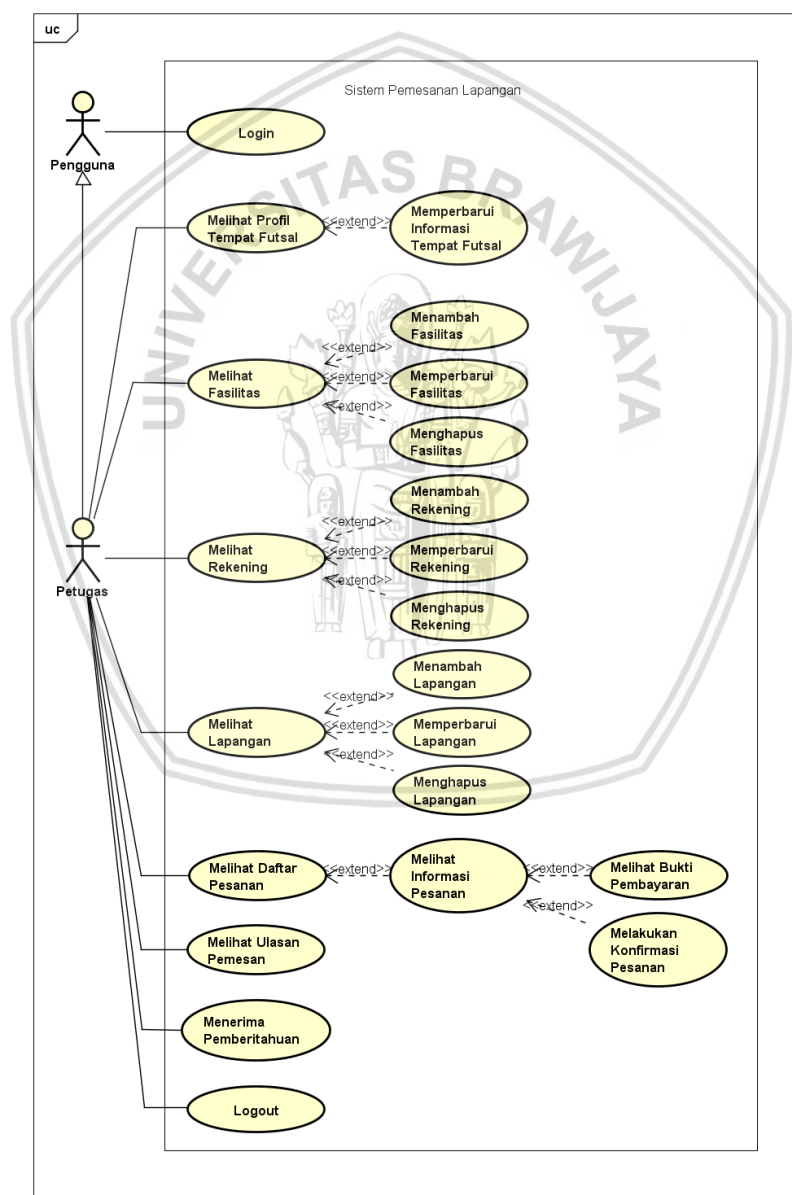 uc
Sistem Pemesanan Lapangan
Pengguna
Login
Melihat Profil
Tempat Futsal
<<extend>>
Memperbarui
Informasi
Tempat Futsal
UNIVERSITAS BRAWIJAYA
Melihat
Fasilitas
<<extend>>
<<extend>>
<<extend>>
Menambah
Fasilitas
Memperbarui
Fasilitas
Menghapus
Fasilitas
Petugas
Melihat
Rekening
<<extend>>
<<extend>>
<<extend>>
Menambah
Rekening
Memperbarui
Rekening
Menghapus
Rekening
Melihat
Lapangan
<<extend>>
<<extend>>
<<extend>>
Menambah
Lapangan
Memperbarui
Lapangan
Menghapus
Lapangan
Melihat Daftar
Pesanan
<<extend>>
Melihat
Informasi
Pesanan
<<extend>>
<<extend>>
Melihat Bukti
Pembayaran
Melakukan
Konfirmasi
Pesanan
Melihat Ulasan
Pemesan
Menerima
Pemberitahuan
Logout